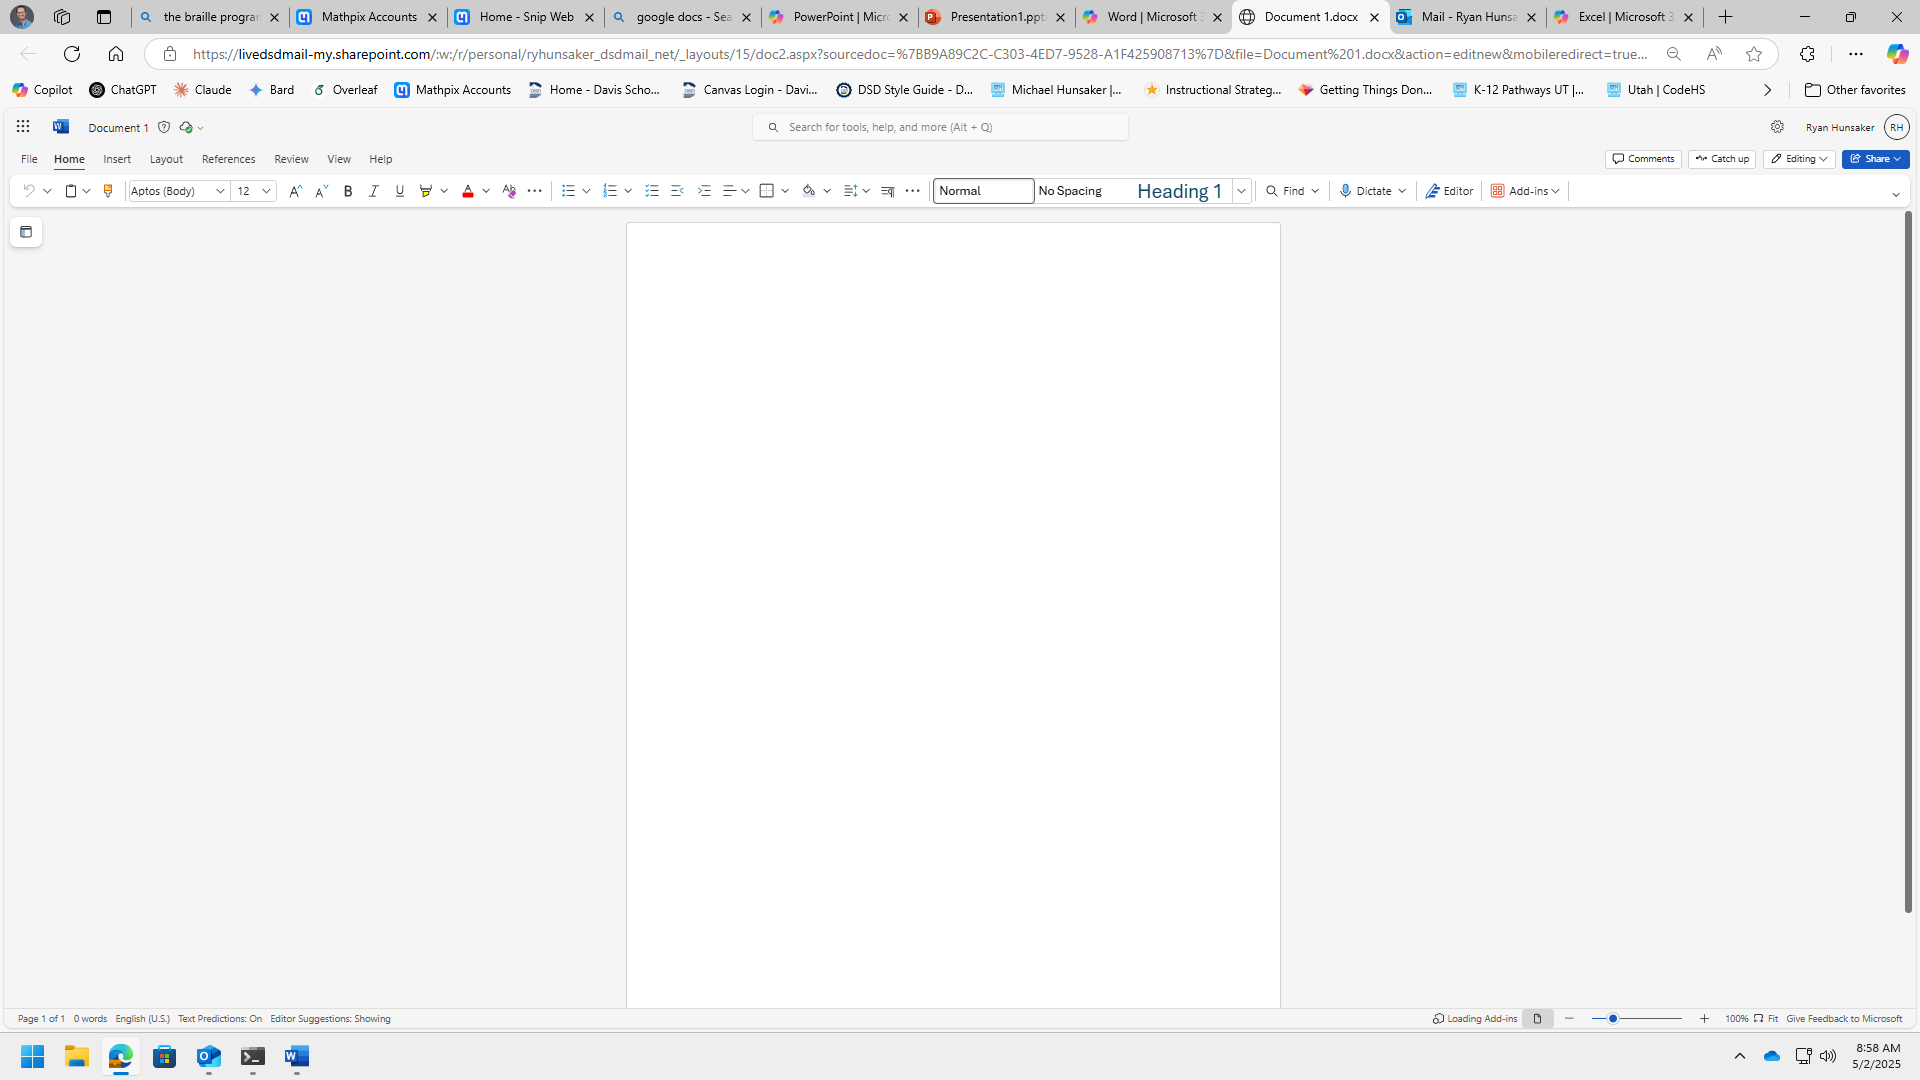 the braille program
Mathpix Accounts
Home - Snip Web
google docs - Sea
PowerPoint | Micr
Presentation1.ppt
Word | Microsoft 3
Document 1.docx
Mail - Ryan Hunsa
Excel | Microsoft 3
https://livedsdmail-my.sharepoint.com/:w:/r/personal/ryhunsaker_dsdmail_net/_layouts/15/doc2.aspx?sourcedoc=%7BB9A89C2C-C303-4ED7-9528-A1F425908713%7D&file=Document%201.docx&action=editnew&mobileredirect=true...
Copilot ChatGPT Claude Bard Overleaf Mathpix Accounts Home - Davis Scho... Canvas Login - Davi... DSD Style Guide - D... Michael Hunsaker |... Instructional Strateg... Getting Things Don... K-12 Pathways UT |... Utah | CodeHS Other favorites
Document 1 Search for tools, help, and more (Alt + Q) Ryan Hunsaker RH
File Home Insert Layout References Review View Help Comments Catch up Editing Share
Aptos (Body) 12 Normal No Spacing Heading 1 Find Dictate Editor Add-ins
Page 1 of 1 0 words English (U.S.) Text Predictions: On Editor Suggestions: Showing Loading Add-ins 100% Fit Give Feedback to Microsoft
8:58 AM
5/2/2025